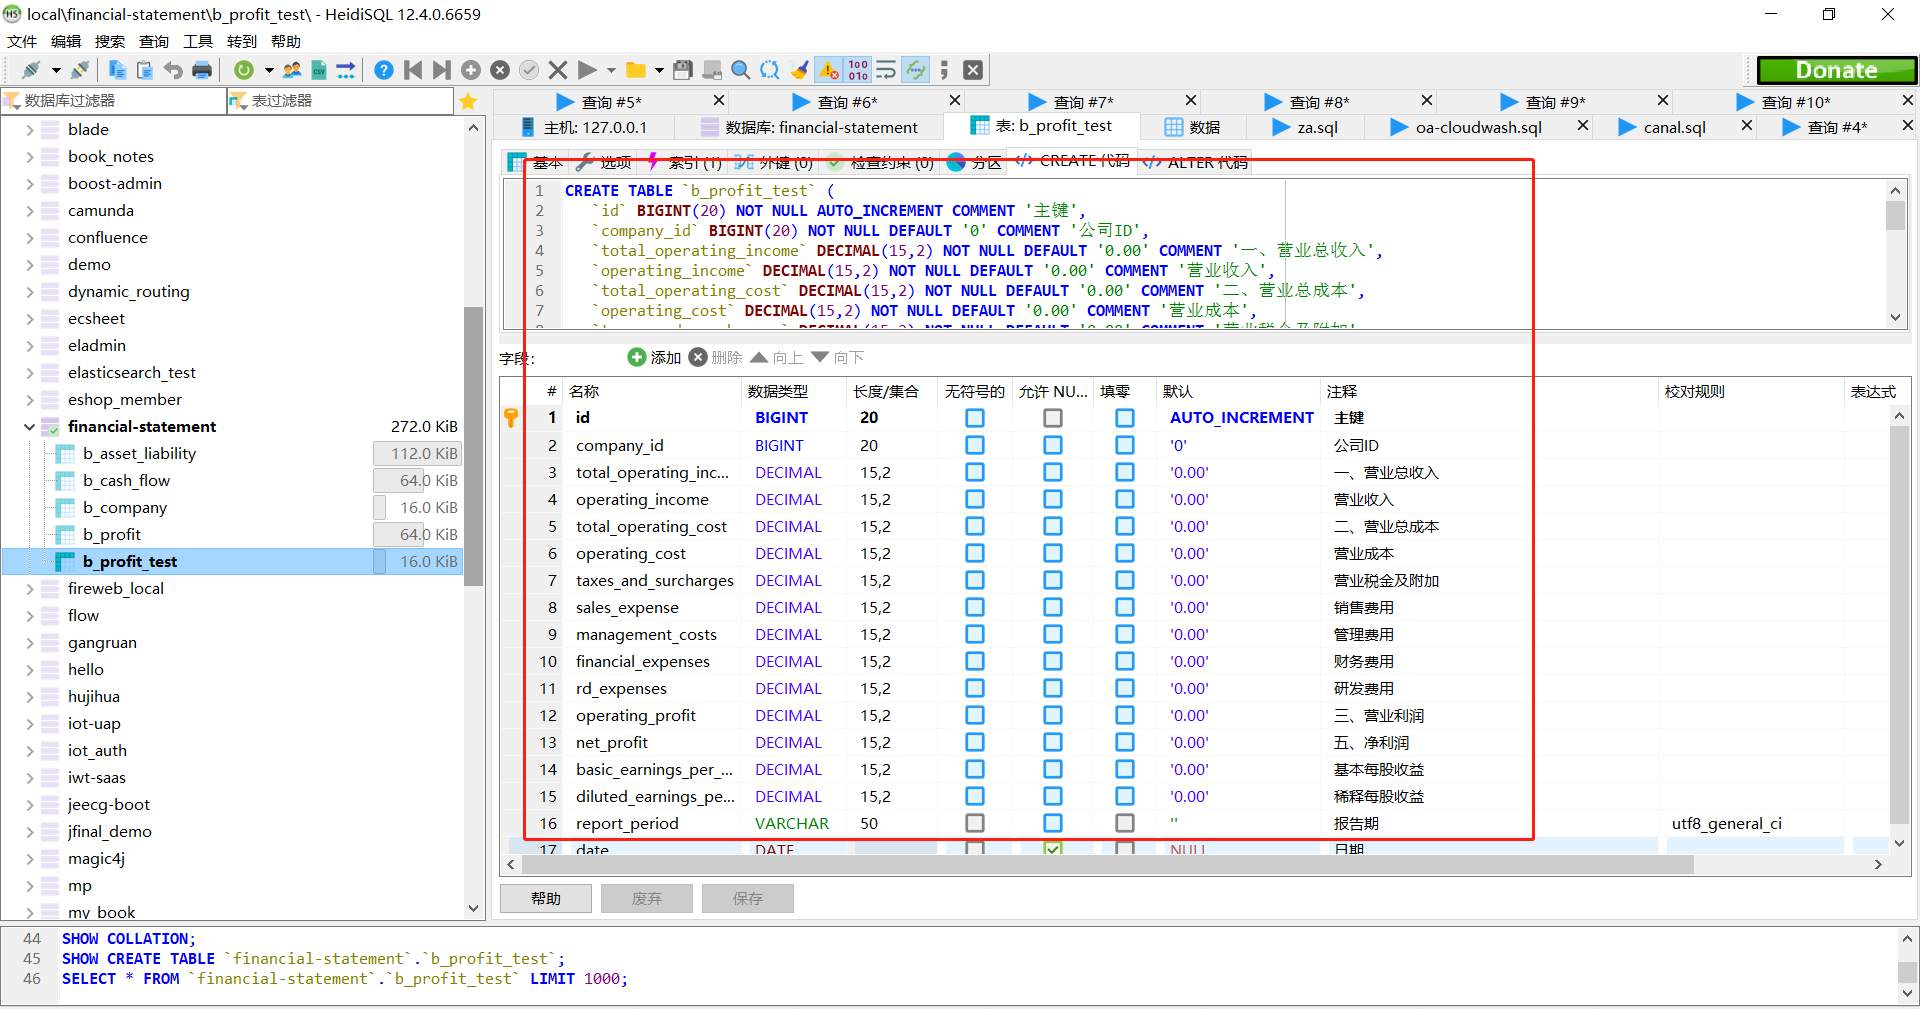 local\financial-statement\b_profit_test\ - HeidiSQL 12.4.0.6659
文件 编辑 搜索 查询 工具 转到 帮助
Donate
数据库过滤器 表过滤器
查询 #5* 查询 #6* 查询 #7* 查询 #8* 查询 #9* 查询 #10*
主机: 127.0.0.1 数据库: financial-statement 表: b_profit_test 数据 za.sql oa-cloudwash.sql canal.sql 查询 #4*
基本 选项 索引 (1) 外键 (0) 检查约束 (0) 分区 CREATE 代码 ALTER 代码
blade
book_notes
boost-admin
camunda
confluence
demo
dynamic_routing
ecsheet
eladmin
elasticsearch_test
eshop_member
financial-statement 272.0 KiB
b_asset_liability 112.0 KiB
b_cash_flow 64.0 KiB
b_company 16.0 KiB
b_profit 64.0 KiB
b_profit_test 16.0 KiB
fireweb_local
flow
gangruan
hello
hujihua
iot-uap
iot_auth
iwt-saas
jeecg-boot
jfinal_demo
magic4j
mp
my_book
1 CREATE TABLE `b_profit_test` (
2 `id` BIGINT(20) NOT NULL AUTO_INCREMENT COMMENT '主键',
3 `company_id` BIGINT(20) NOT NULL DEFAULT '0' COMMENT '公司ID',
4 `total_operating_income` DECIMAL(15,2) NOT NULL DEFAULT '0.00' COMMENT '一、营业总收入',
5 `operating_income` DECIMAL(15,2) NOT NULL DEFAULT '0.00' COMMENT '营业收入',
6 `total_operating_cost` DECIMAL(15,2) NOT NULL DEFAULT '0.00' COMMENT '二、营业总成本',
7 `operating_cost` DECIMAL(15,2) NOT NULL DEFAULT '0.00' COMMENT '营业成本',
字段: 添加 删除 向上 向下
# 名称 数据类型 长度/集合 无符号的 允许 NU... 填零 默认 注释 校对规则 表达式
1 id BIGINT 20 AUTO_INCREMENT 主键
2 company_id BIGINT 20 '0' 公司ID
3 total_operating_inc... DECIMAL 15,2 '0.00' 一、营业总收入
4 operating_income DECIMAL 15,2 '0.00' 营业收入
5 total_operating_cost DECIMAL 15,2 '0.00' 二、营业总成本
6 operating_cost DECIMAL 15,2 '0.00' 营业成本
7 taxes_and_surcharges DECIMAL 15,2 '0.00' 营业税金及附加
8 sales_expense DECIMAL 15,2 '0.00' 销售费用
9 management_costs DECIMAL 15,2 '0.00' 管理费用
10 financial_expenses DECIMAL 15,2 '0.00' 财务费用
11 rd_expenses DECIMAL 15,2 '0.00' 研发费用
12 operating_profit DECIMAL 15,2 '0.00' 三、营业利润
13 net_profit DECIMAL 15,2 '0.00' 五、净利润
14 basic_earnings_per_... DECIMAL 15,2 '0.00' 基本每股收益
15 diluted_earnings_pe... DECIMAL 15,2 '0.00' 稀释每股收益
16 report_period VARCHAR 50 '' 报告期 utf8_general_ci
17 date DATE NULL 日期
帮助 废弃 保存
44 SHOW COLLATION;
45 SHOW CREATE TABLE `financial-statement`.`b_profit_test`;
46 SELECT * FROM `financial-statement`.`b_profit_test` LIMIT 1000;